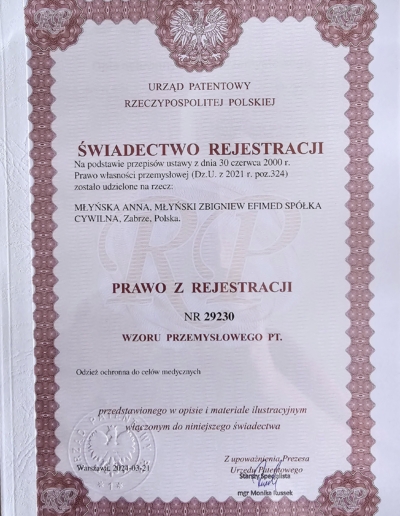 URZĄD PATENTOWY
RZECZYPOSPOLITEJ POLSKIEJ
ŚWIADECTWO REJESTRACJI
Na podstawie przepisów ustawy z dnia 30 czerwca 2000 r.
Prawo własności przemysłowej (Dz.U. z 2021 r. poz.324)
zostało udzielone na rzecz:
MŁYŃSKA ANNA, MŁYŃSKI ZBIGNIEW EFIMED SPÓŁKA
CYWILNA, Zabrze, Polska.
RP
PRAWO Z REJESTRACJI
NR 29230
WZORU PRZEMYSŁOWEGO PT.
Odzież ochronna do celów medycznych
przedstawionego w opisie i materiale ilustracyjnym
włączonym do niniejszego świadectwa
Z upoważnienia Prezesa
Warszawa, 2024-03-21
Urzędu Patentowego
Starszy Specjalista
mgr Monika Russek